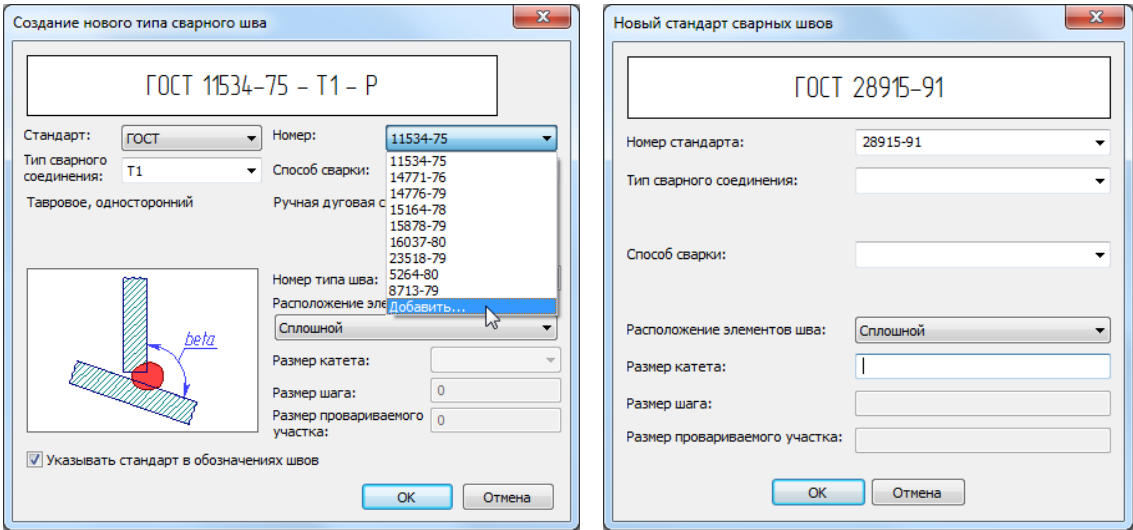 Создание нового типа сварного шва
ГОСТ 11534-75 - Т1 - Р
Стандарт:
ГОСТ
Номер:
11534-75
Тип сварного
соединения:
Т1
Способ сварки:
Тавровое, односторонний
Ручная дуговая с
11534-75
14771-76
14776-79
15164-78
15878-79
16037-80
23518-79
5264-80
8713-79
Добавить...
beta
Номер типа шва:
Расположение эле
Сплошной
Размер катета:
Размер шага:
0
Размер провариваемого
участка:
0
Указывать стандарт в обозначениях швов
ОК
Отмена
Новый стандарт сварных швов
ГОСТ 28915-91
Номер стандарта:
28915-91
Тип сварного соединения:
Способ сварки:
Расположение элементов шва:
Сплошной
Размер катета:
Размер шага:
Размер провариваемого участка:
ОК
Отмена